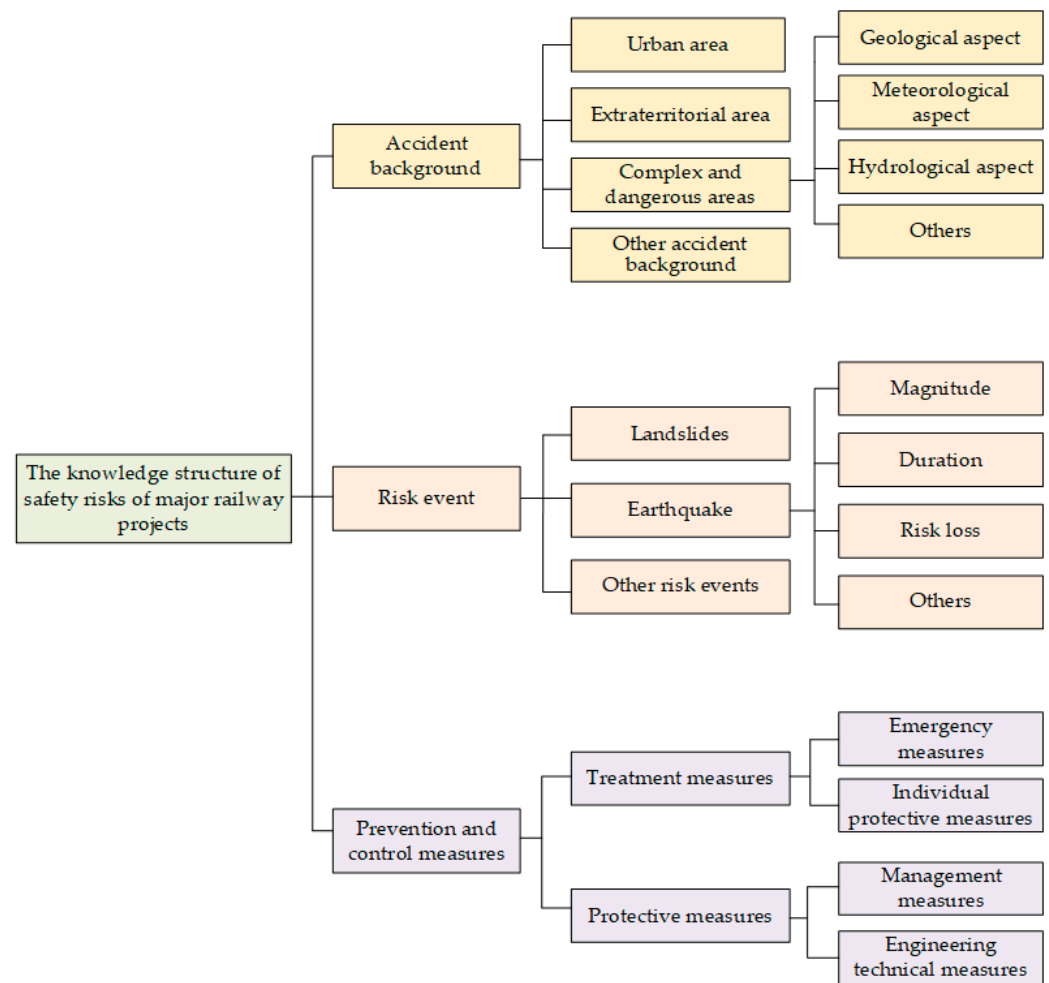 The knowledge structure of
safety risks of major railway
projects
Accident
background
Urban area
Extraterritorial area
Complex and
dangerous areas
Other accident
background
Geological aspect
Meteorological
aspect
Hydrological aspect
Others
Risk event
Landslides
Earthquake
Other risk events
Magnitude
Duration
Risk loss
Others
Prevention and
control measures
Treatment measures
Protective measures
Emergency
measures
Individual
protective measures
Management
measures
Engineering
technical measures